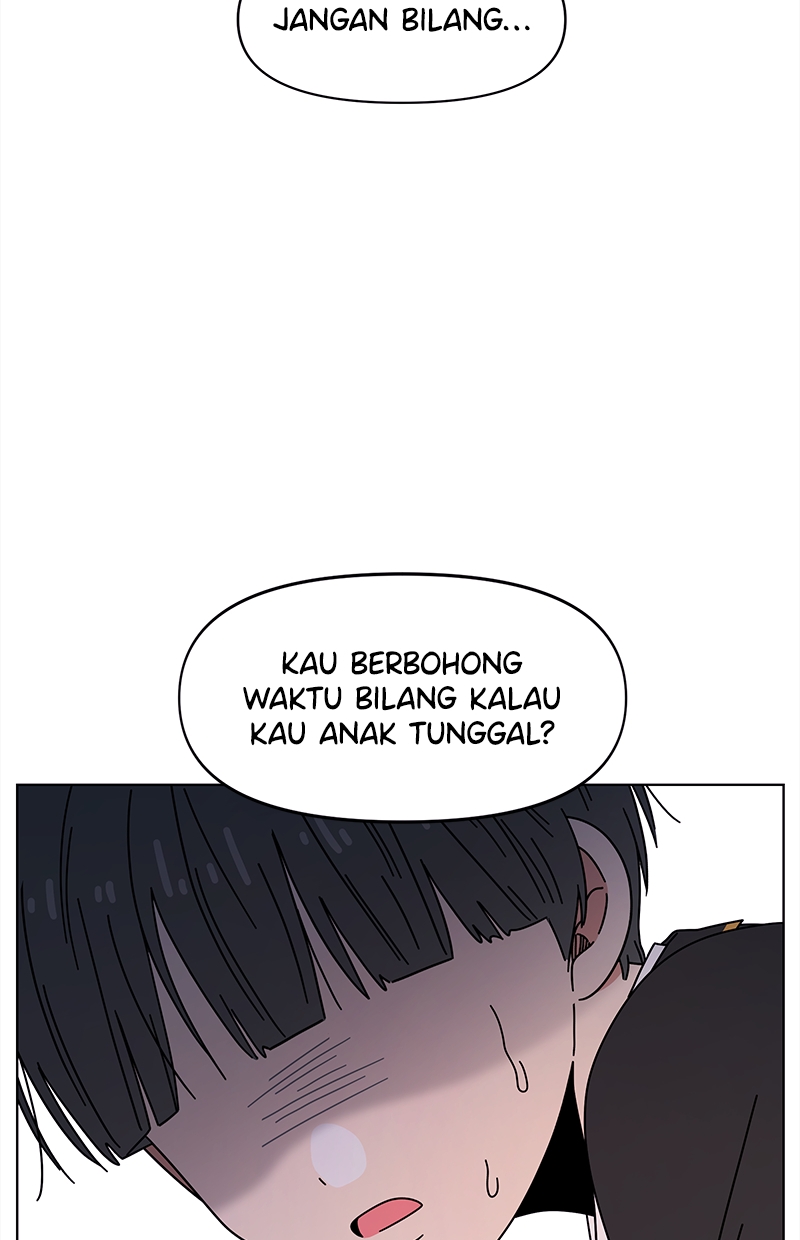 JANGAN BILANG...
KAU BERBOHONG
WAKTU BILANG KALAU
KAU ANAK TUNGGAL?